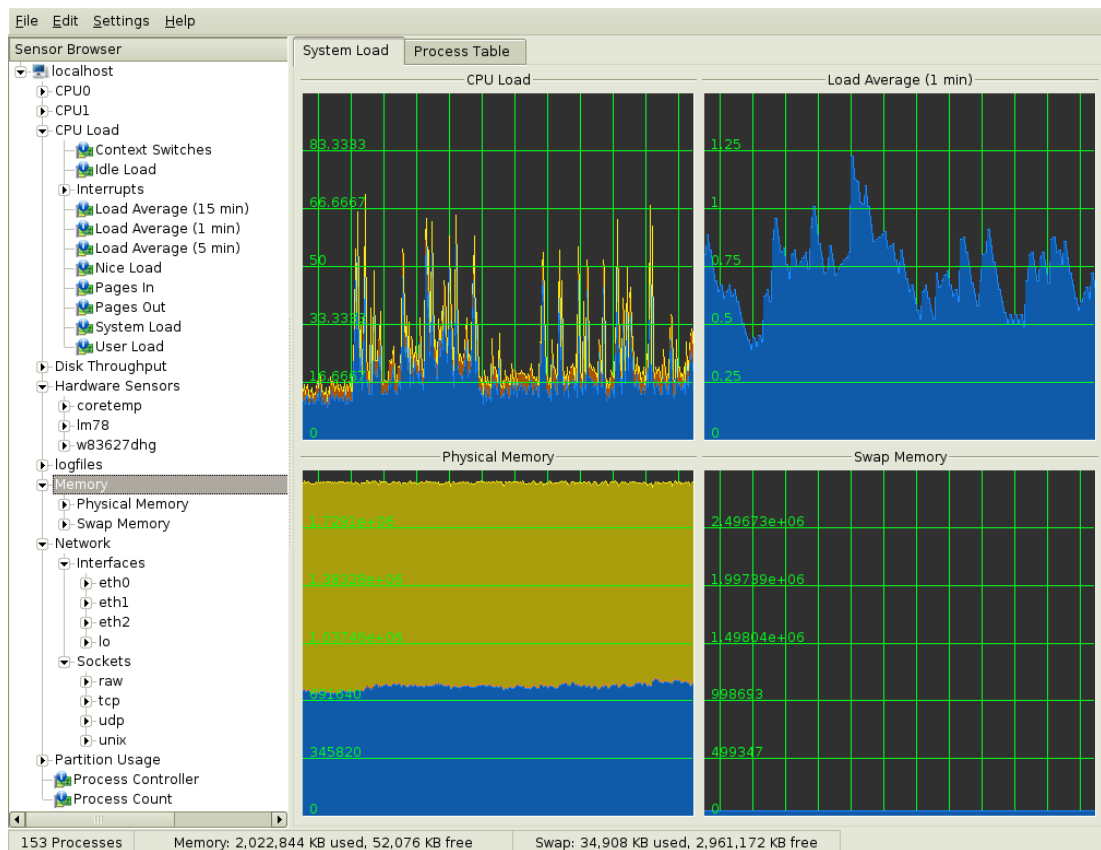 File Edit Settings Help
Sensor Browser
localhost
CPU0
CPU1
CPU Load
Context Switches
Idle Load
Interrupts
Load Average (15 min)
Load Average (1 min)
Load Average (5 min)
Nice Load
Pages In
Pages Out
System Load
User Load
Disk Throughput
Hardware Sensors
coretemp
lm78
w83627dhg
logfiles
Memory
Physical Memory
Swap Memory
Network
Interfaces
eth0
eth1
eth2
lo
Sockets
raw
tcp
udp
unix
Partition Usage
Process Controller
Process Count
System Load Process Table
CPU Load
83.3333
66.6667
50
33.3333
16.6667
0
Load Average (1 min)
1.25
1
0.75
0.5
0.25
0
Physical Memory
1.7291e+06
1.38328e+06
1.03746e+06
691640
345820
0
Swap Memory
2.49673e+06
1.99739e+06
1.49804e+06
998693
499347
0
153 Processes Memory: 2,022,844 KB used, 52,076 KB free Swap: 34,908 KB used, 2,961,172 KB free